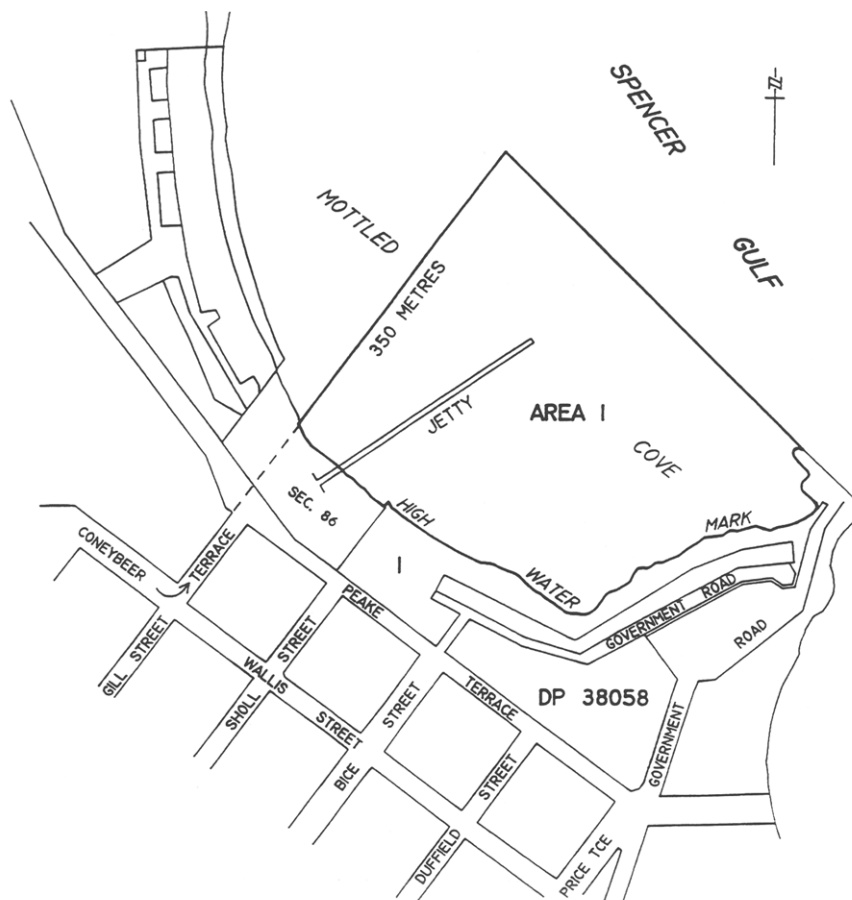 SPENCER
GULF
N
MOTTLED
COVE
350 METRES
JETTY
AREA 1
SEC. 86
HIGH
WATER
MARK
1
CONEYBEER
TERRACE
PEAKE
TERRACE
GOVERNMENT ROAD
GOVERNMENT
ROAD
DP 38058
GILL STREET
WALLIS
STREET
SHOLL
STREET
BICE
STREET
DUFFIELD
STREET
PRICE TCE